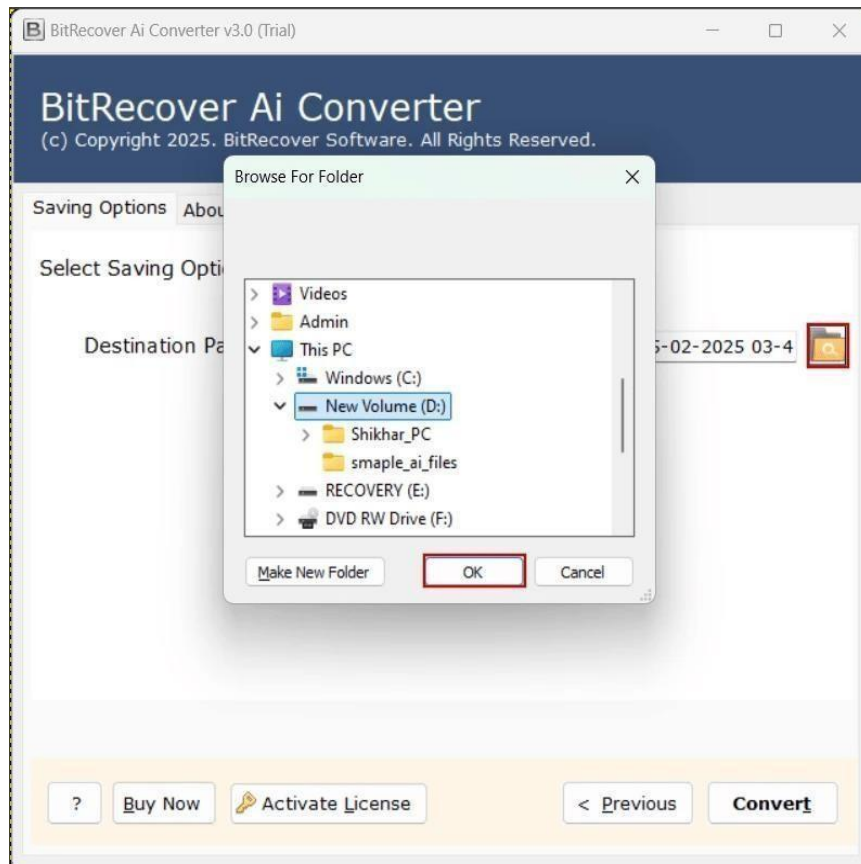 BitRecover Ai Converter v3.0 (Trial)
BitRecover Ai Converter
(c) Copyright 2025. BitRecover Software. All Rights Reserved.
Browse For Folder
Saving Options
Select Saving
Destination
-02-2025 03-4
Videos
Admin
This PC
Windows (C:)
New Volume (D:)
Shikhar_PC
smaple_ai_files
RECOVERY (E:)
DVD RW Drive (F:)
Make New Folder OK Cancel
? Buy Now Activate License < Previous Convert